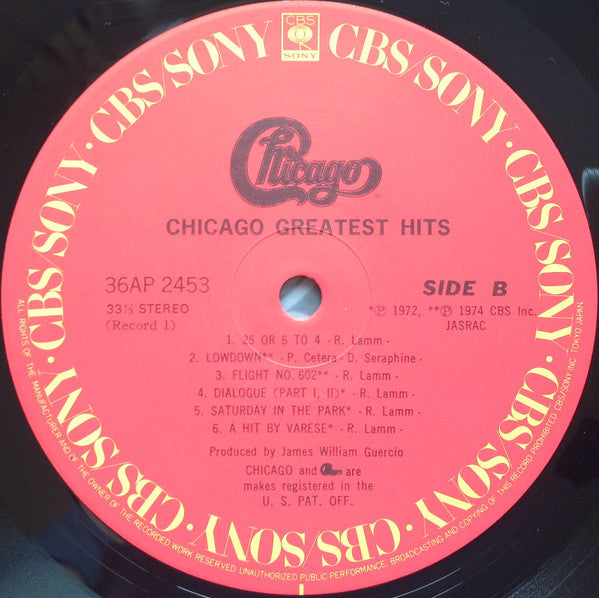 CBS
SONY
CBS/SONY · CBS/SONY · CBS/SONY · CBS/SONY · CBS/SONY · CBS/SONY · CBS/SONY · CBS/SONY
Chicago
CHICAGO GREATEST HITS
36AP 2453
SIDE B
33⅓ STEREO
(Record 1)
*Ⓟ 1972, **Ⓟ 1974 CBS Inc.
JASRAC
1. 25 OR 6 TO 4 - R. Lamm -
2. LOWDOWN** - P. Cetera - D. Seraphine -
3. FLIGHT NO. 602** - R. Lamm -
4. DIALOGUE (PART I, II)* - R. Lamm -
5. SATURDAY IN THE PARK* - R. Lamm -
6. A HIT BY VARESE* - R. Lamm -
Produced by James William Guercio
CHICAGO and Chicago are
makes registered in the
U. S. PAT. OFF.
ALL RIGHTS OF THE MANUFACTURER AND OF THE OWNER OF THE RECORDED WORK RESERVED. UNAUTHORIZED PUBLIC PERFORMANCE, BROADCASTING AND COPYING OF THIS RECORD PROHIBITED CBS/SONY INC. TOKYO JAPAN